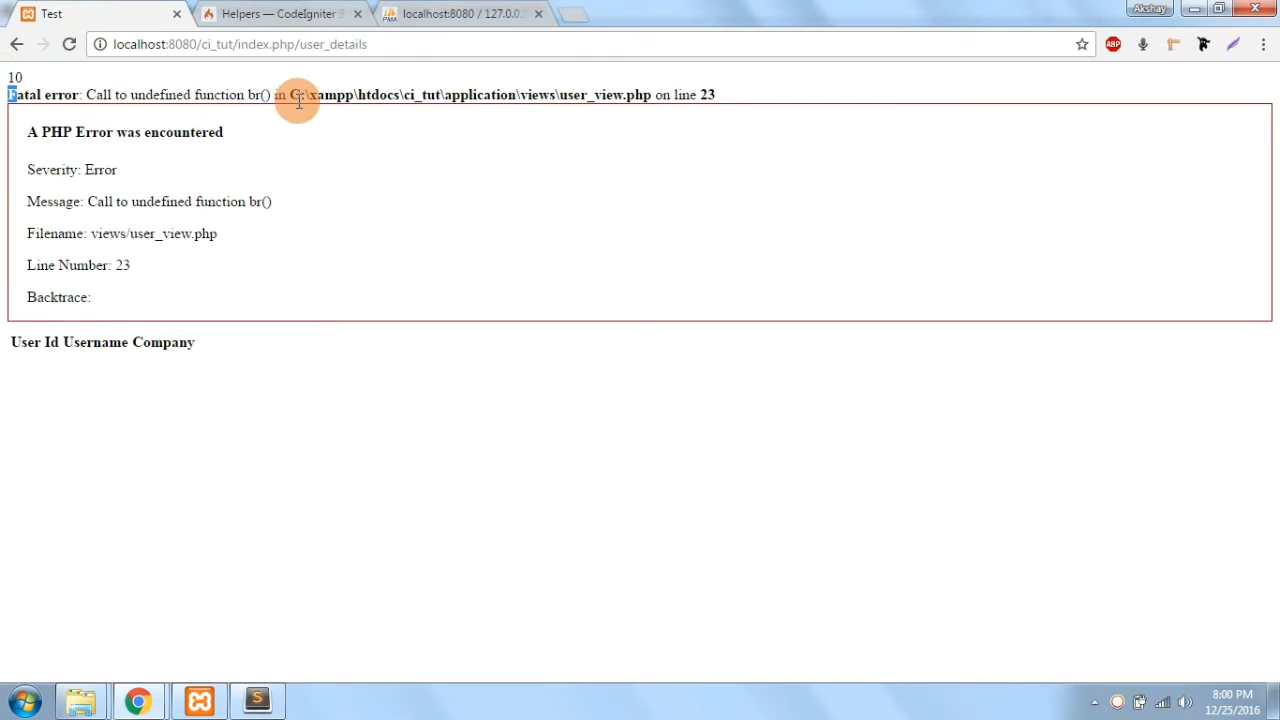 Test
Helpers — CodeIgniter 3
localhost:8080 / 127.0.0.1
Akshay
localhost:8080/ci_tut/index.php/user_details
ABP
10
Fatal error: Call to undefined function br() in G:\xampp\htdocs\ci_tut\application\views\user_view.php on line 23
A PHP Error was encountered
Severity: Error
Message: Call to undefined function br()
Filename: views/user_view.php
Line Number: 23
Backtrace:
User Id Username Company
8:00 PM
12/25/2016